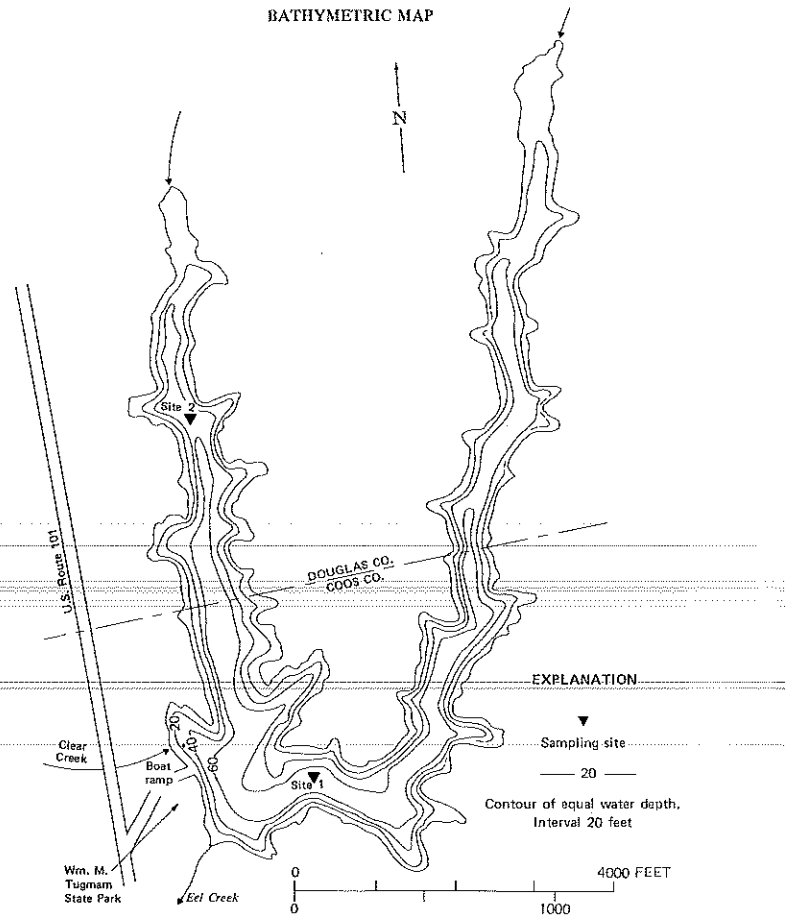 BATHYMETRIC MAP
N
Site 2
U.S. Route 101
DOUGLAS CO.
COOS CO.
EXPLANATION
Sampling site
20
Contour of equal water depth.
Interval 20 feet
20
40
60
Clear
Creek
Boat
ramp
Site 1
Wm. M.
Tugman
State Park
Eel Creek
0
4000 FEET
0
1000